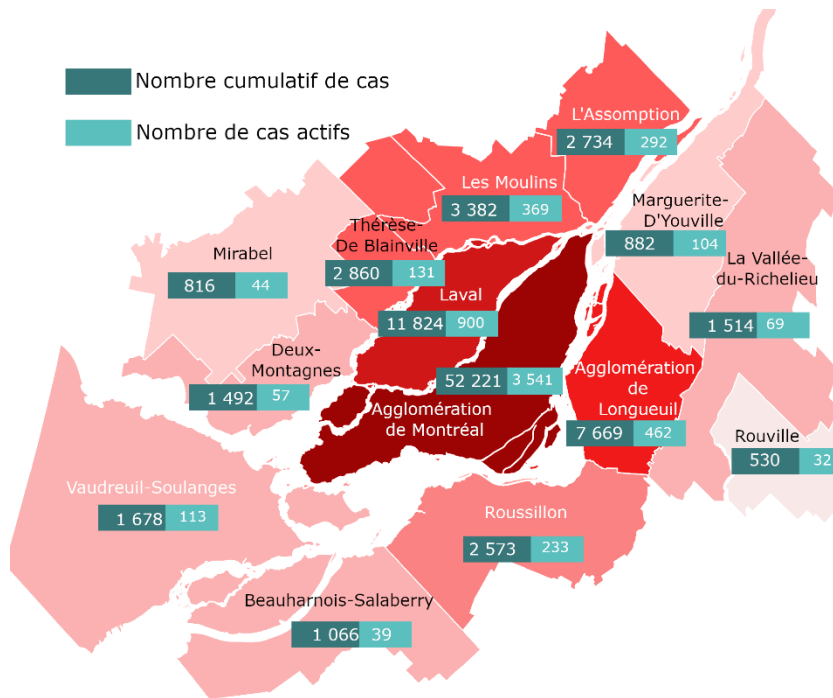 Nombre cumulatif de cas
Nombre de cas actifs
L'Assomption
2 734 292
Les Moulins
3 382 369
Marguerite-
D'Youville
882 104
Thérèse-
De Blainville
2 860 131
Mirabel
816 44
La Vallée-
du-Richelieu
1 514 69
Laval
11 824 900
Deux-
Montagnes
1 492 57
52 221 3 541
Agglomération
de Montréal
Agglomération
de
Longueuil
7 669 462
Rouville
530 32
Vaudreuil-Soulanges
1 678 113
Roussillon
2 573 233
Beauharnois-Salaberry
1 066 39